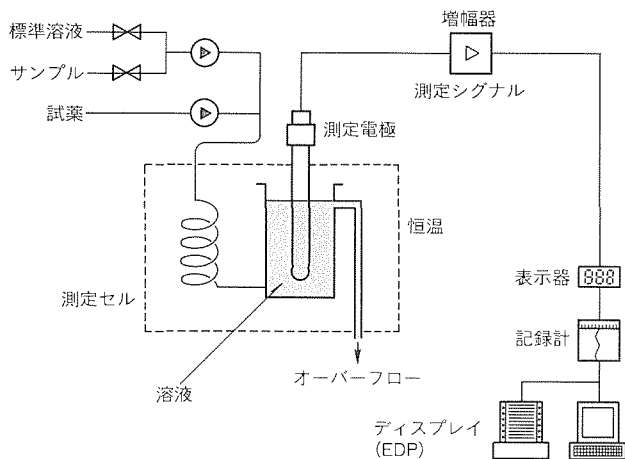 標準溶液
サンプル
試薬
増幅器
測定シグナル
測定電極
恒温
測定セル
溶液
オーバーフロー
表示器
888
記録計
ディスプレイ
(EDP)